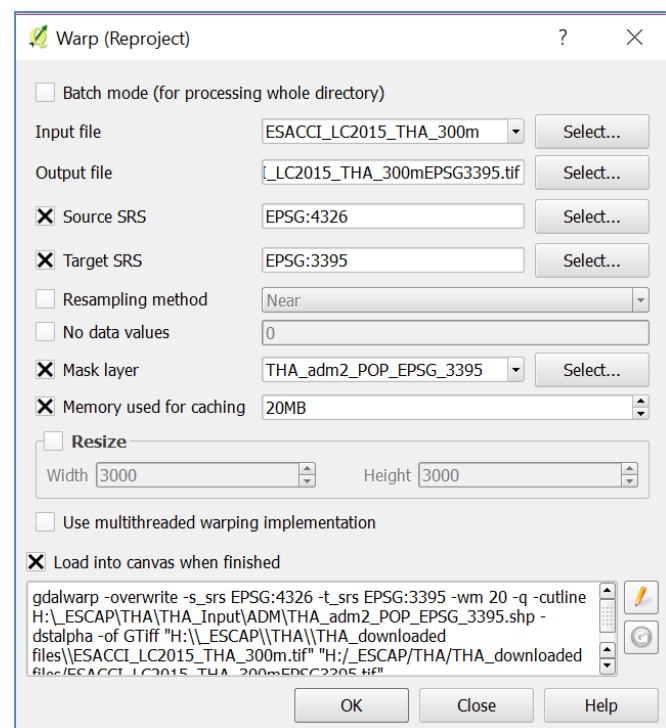 Warp (Reproject) ?
Batch mode (for processing whole directory)
Input file ESACCI_LC2015_THA_300m Select...
Output file I_LC2015_THA_300mEPSG3395.tif Select...
Source SRS EPSG:4326 Select...
Target SRS EPSG:3395 Select...
Resampling method Near
No data values 0
Mask layer THA_adm2_POP_EPSG_3395 Select...
Memory used for caching 20MB
Resize
Width 3000 Height 3000
Use multithreaded warping implementation
Load into canvas when finished
gdalwarp -overwrite -s_srs EPSG:4326 -t_srs EPSG:3395 -wm 20 -q -cutline
H:\_ESCAP\THA\THA_Input\ADM\THA_adm2_POP_EPSG_3395.shp -
dstalpha -of GTiff "H:\\_ESCAP\\THA\\THA_downloaded
files\\ESACCI_LC2015_THA_300m.tif" "H:/_ESCAP/THA/THA_downloaded
files/ESACCI_LC2015_THA_300mEPSG3395.tif"
OK Close Help